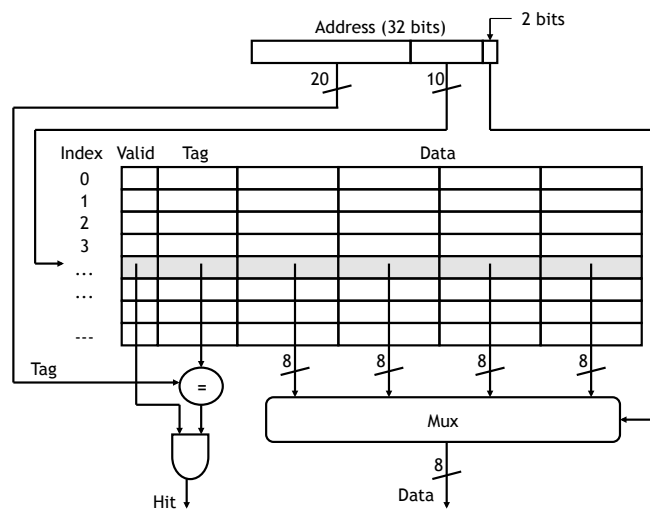 2 bits
Address (32 bits)
20
10
Index Valid Tag Data
0
1
2
3
...
...
---
8 8 8 8
Tag
=
Mux
8
Hit
Data